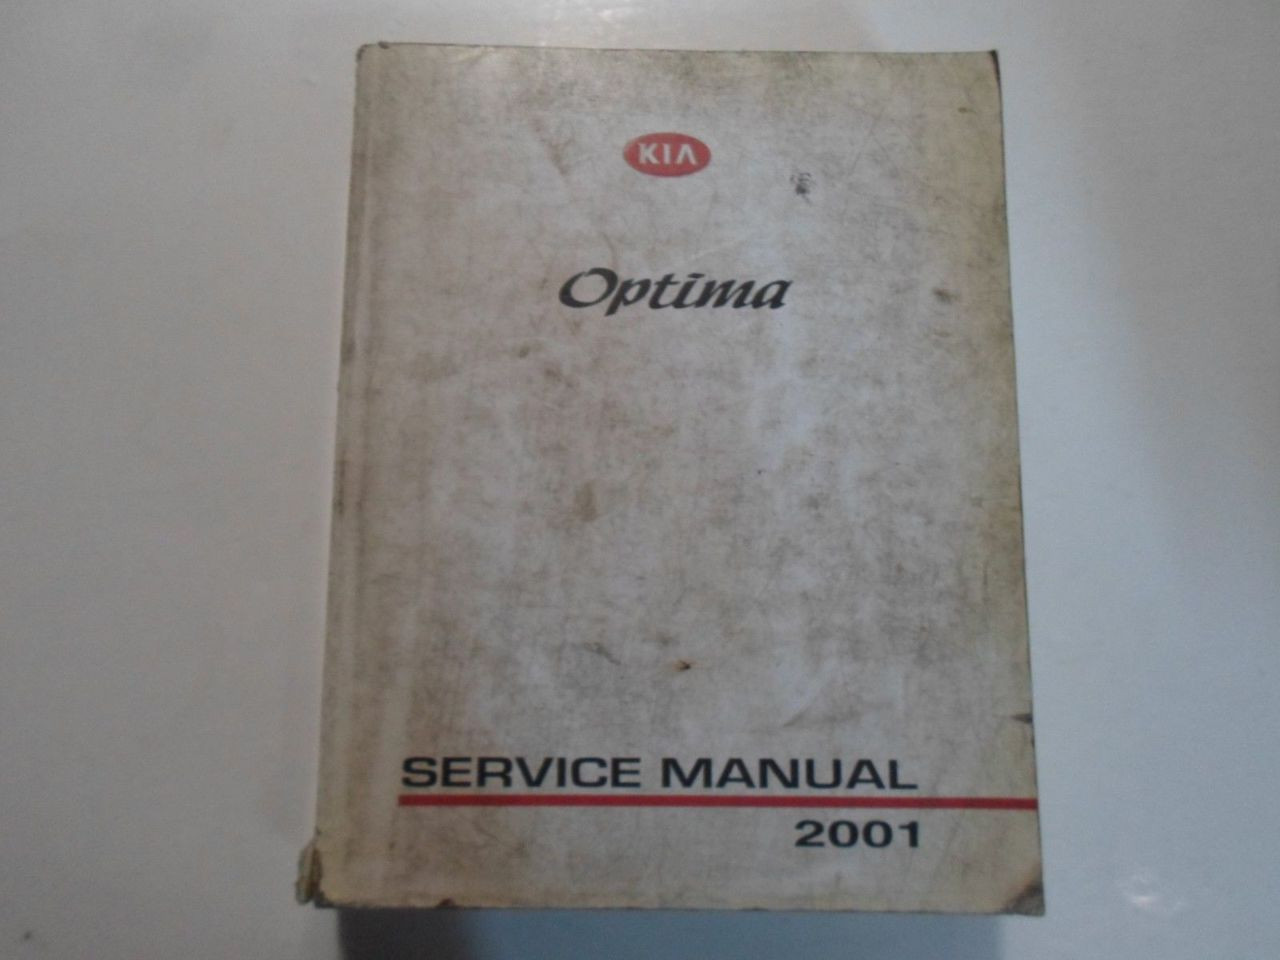 KIA
Optima
SERVICE MANUAL
2001